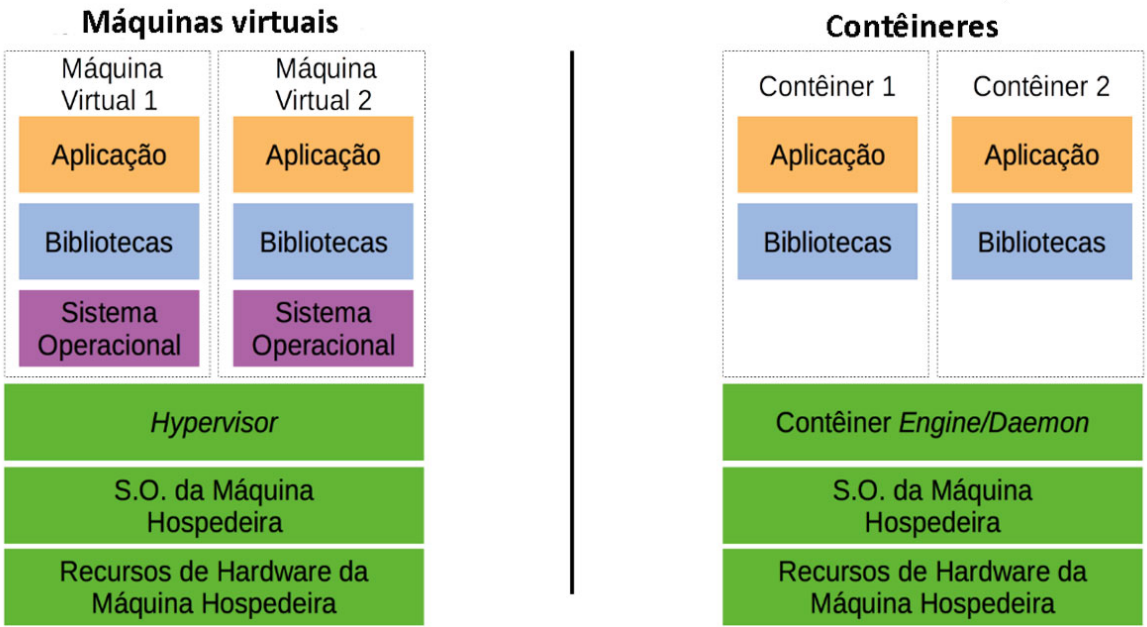 Máquinas virtuais
Máquina
Virtual 1
Aplicação
Bibliotecas
Sistema
Operacional
Máquina
Virtual 2
Aplicação
Bibliotecas
Sistema
Operacional
Hypervisor
S.O. da Máquina
Hospedeira
Recursos de Hardware da
Máquina Hospedeira
Contêineres
Contêiner 1
Aplicação
Bibliotecas
Contêiner 2
Aplicação
Bibliotecas
Contêiner Engine/Daemon
S.O. da Máquina
Hospedeira
Recursos de Hardware da
Máquina Hospedeira